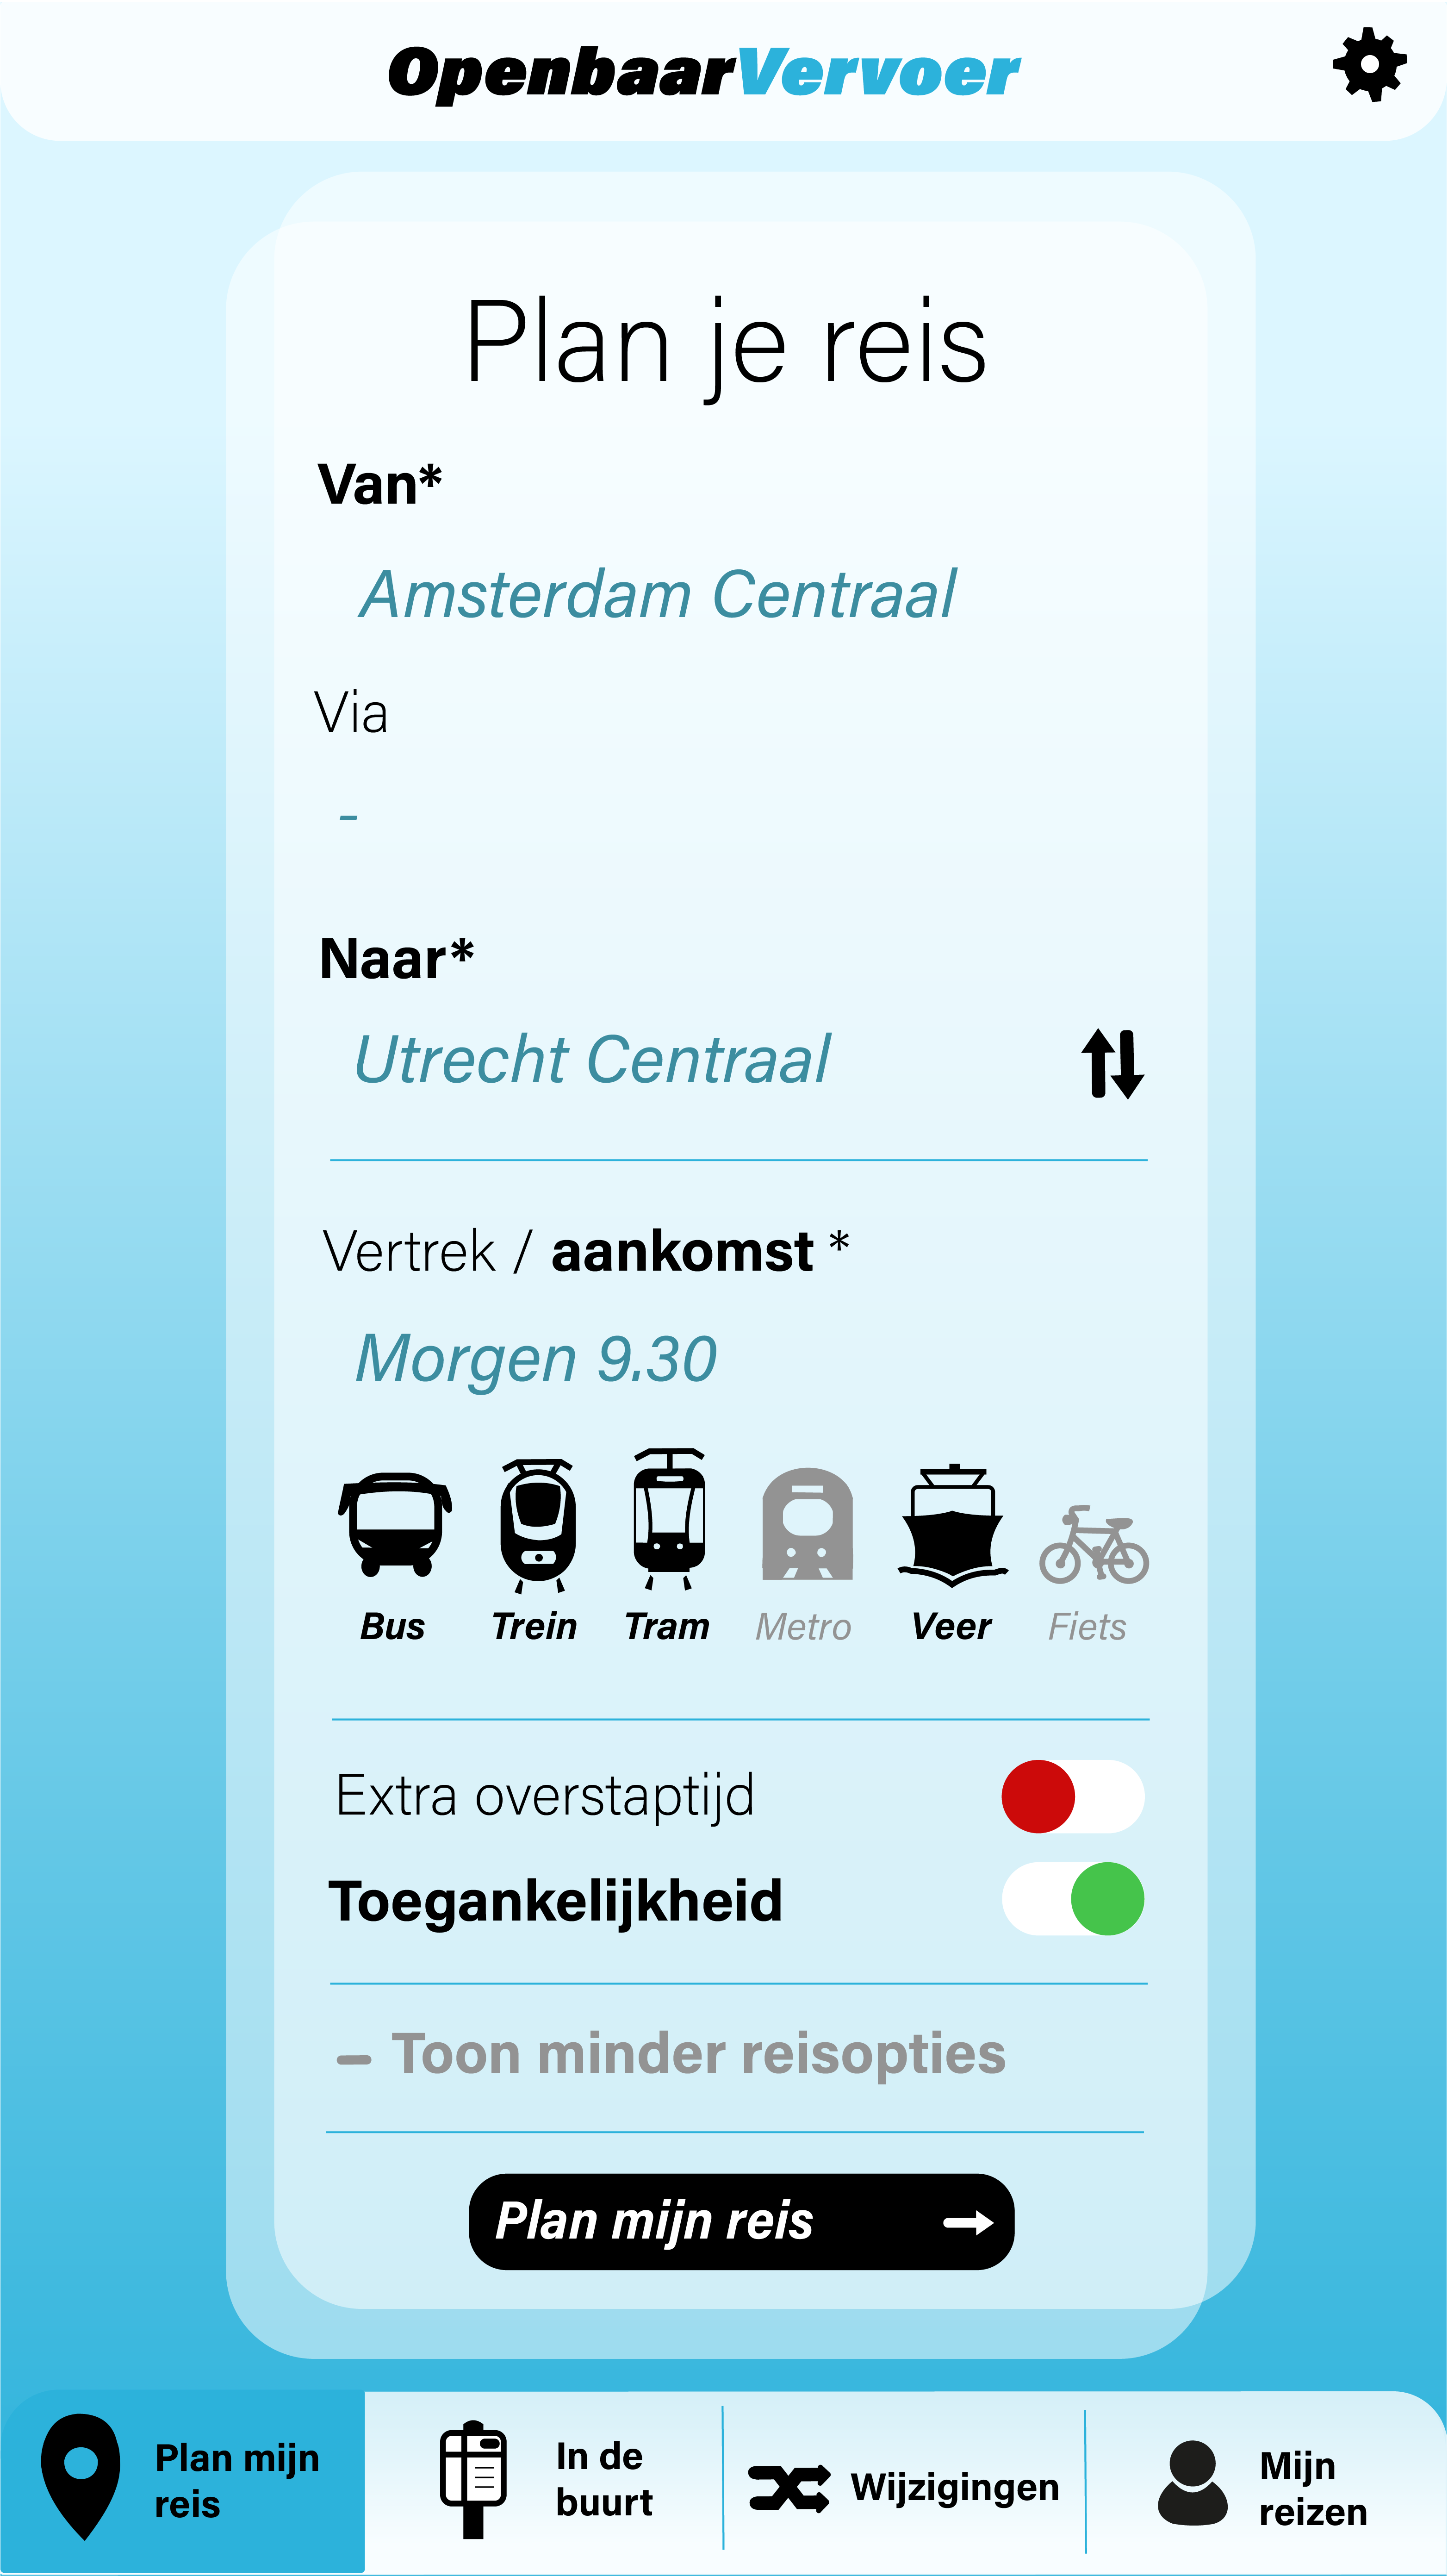 OpenbaarVervoer
Plan je reis
Van*
Amsterdam Centraal
Via
-
Naar*
Utrecht Centraal
Vertrek / aankomst *
Morgen 9.30
Bus Trein Tram Metro Veer Fiets
Extra overstaptijd
Toegankelijkheid
– Toon minder reisopties
Plan mijn reis
Plan mijn
reis
In de
buurt
Wijzigingen
Mijn
reizen